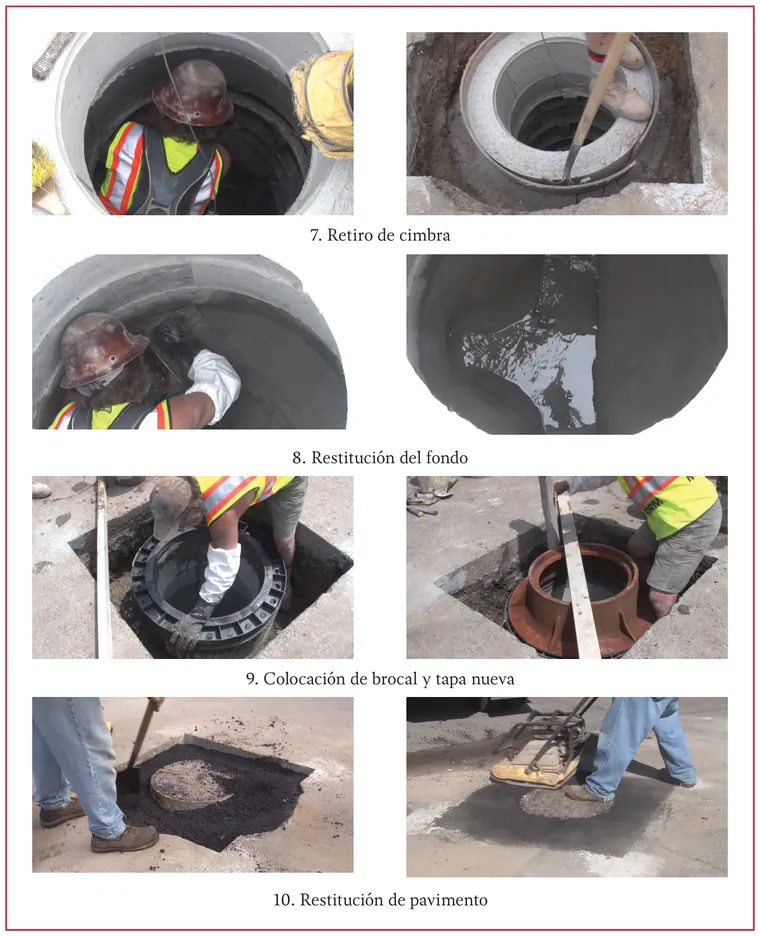 7. Retiro de cimbra
8. Restitución del fondo
9. Colocación de brocal y tapa nueva
10. Restitución de pavimento